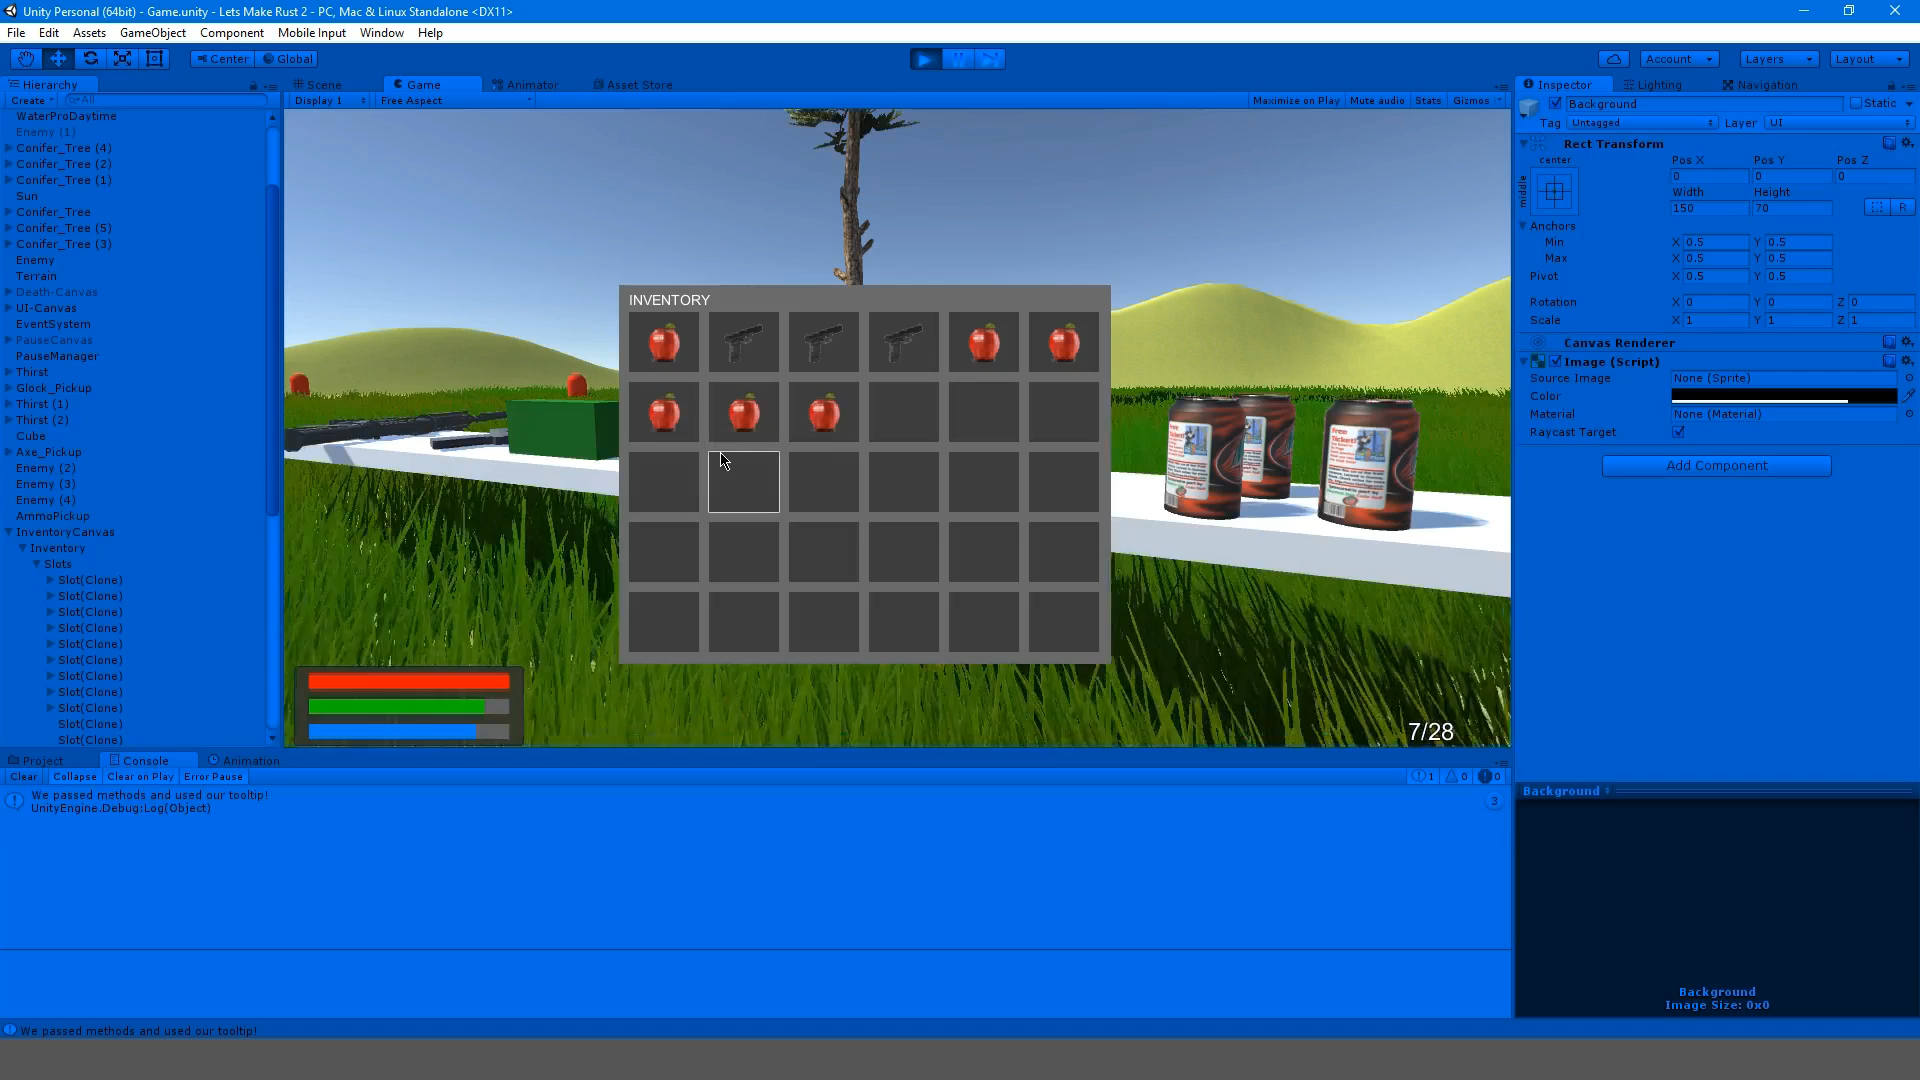 Unity Personal (64bit) - Game.unity - Lets Make Rust 2 - PC, Mac & Linux Standalone <DX11>
File Edit Assets GameObject Component Mobile Input Window Help
Center Global Account Layers Layout
Hierarchy
Create All
WaterProDaytime
Enemy (1)
Conifer_Tree (4)
Conifer_Tree (2)
Conifer_Tree (1)
Sun
Conifer_Tree
Conifer_Tree (5)
Conifer_Tree (3)
Enemy
Terrain
Death-Canvas
UI-Canvas
EventSystem
PauseCanvas
PauseManager
Thirst
Glock_Pickup
Thirst (1)
Thirst (2)
Cube
Axe_Pickup
Enemy (2)
Enemy (3)
Enemy (4)
AmmoPickup
InventoryCanvas
Inventory
Slots
Slot(Clone)
Slot(Clone)
Slot(Clone)
Slot(Clone)
Slot(Clone)
Slot(Clone)
Slot(Clone)
Slot(Clone)
Slot(Clone)
Slot(Clone)
Slot(Clone)
Scene Game Animator Asset Store
Display 1 Free Aspect Maximize on Play Mute audio Stats Gizmos
INVENTORY
7/28
Inspector Lighting Navigation
Background Static
Tag Untagged Layer UI
Rect Transform
center
middle
Pos X Pos Y Pos Z
0 0 0
Width Height
150 70 R
Anchors
Min X 0.5 Y 0.5
Max X 0.5 Y 0.5
Pivot X 0.5 Y 0.5
Rotation X 0 Y 0 Z 0
Scale X 1 Y 1 Z 1
Canvas Renderer
Image (Script)
Source Image None (Sprite)
Color
Material None (Material)
Raycast Target
Add Component
Background
Background
Image Size: 0x0
Project Console Animation
Clear Collapse Clear on Play Error Pause 1 0 0
We passed methods and used our tooltip!
UnityEngine.Debug:Log(Object)
3
We passed methods and used our tooltip!